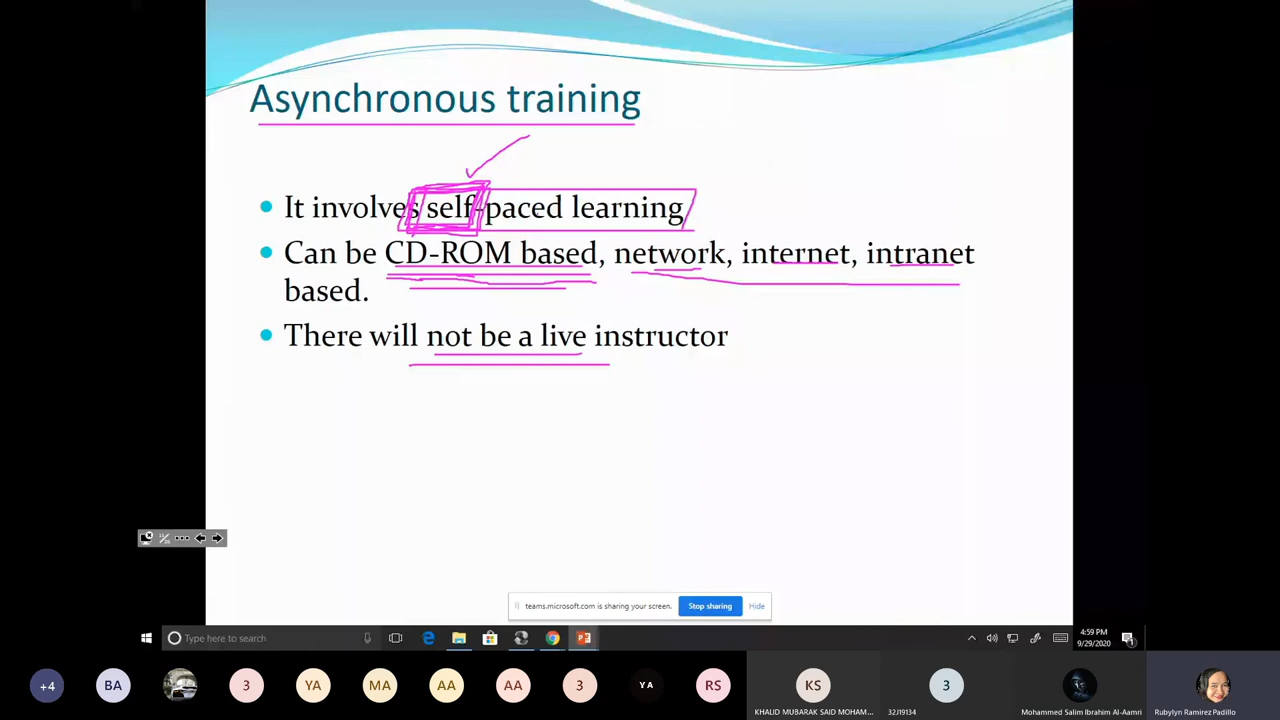 Asynchronous training
It involves self-paced learning
Can be CD-ROM based, network, internet, intranet
based.
There will not be a live instructor
teams.microsoft.com is sharing your screen.
Stop sharing
Hide
Type here to search
4:59 PM
9/29/2020
+4
BA
3
YA
MA
AA
AA
3
Y A
RS
KS
3
KHALID MUBARAK SAID MOHAM...
32J19134
Mohammed Salim Ibrahim Al-Aamri
Rubylyn Ramirez Padillo